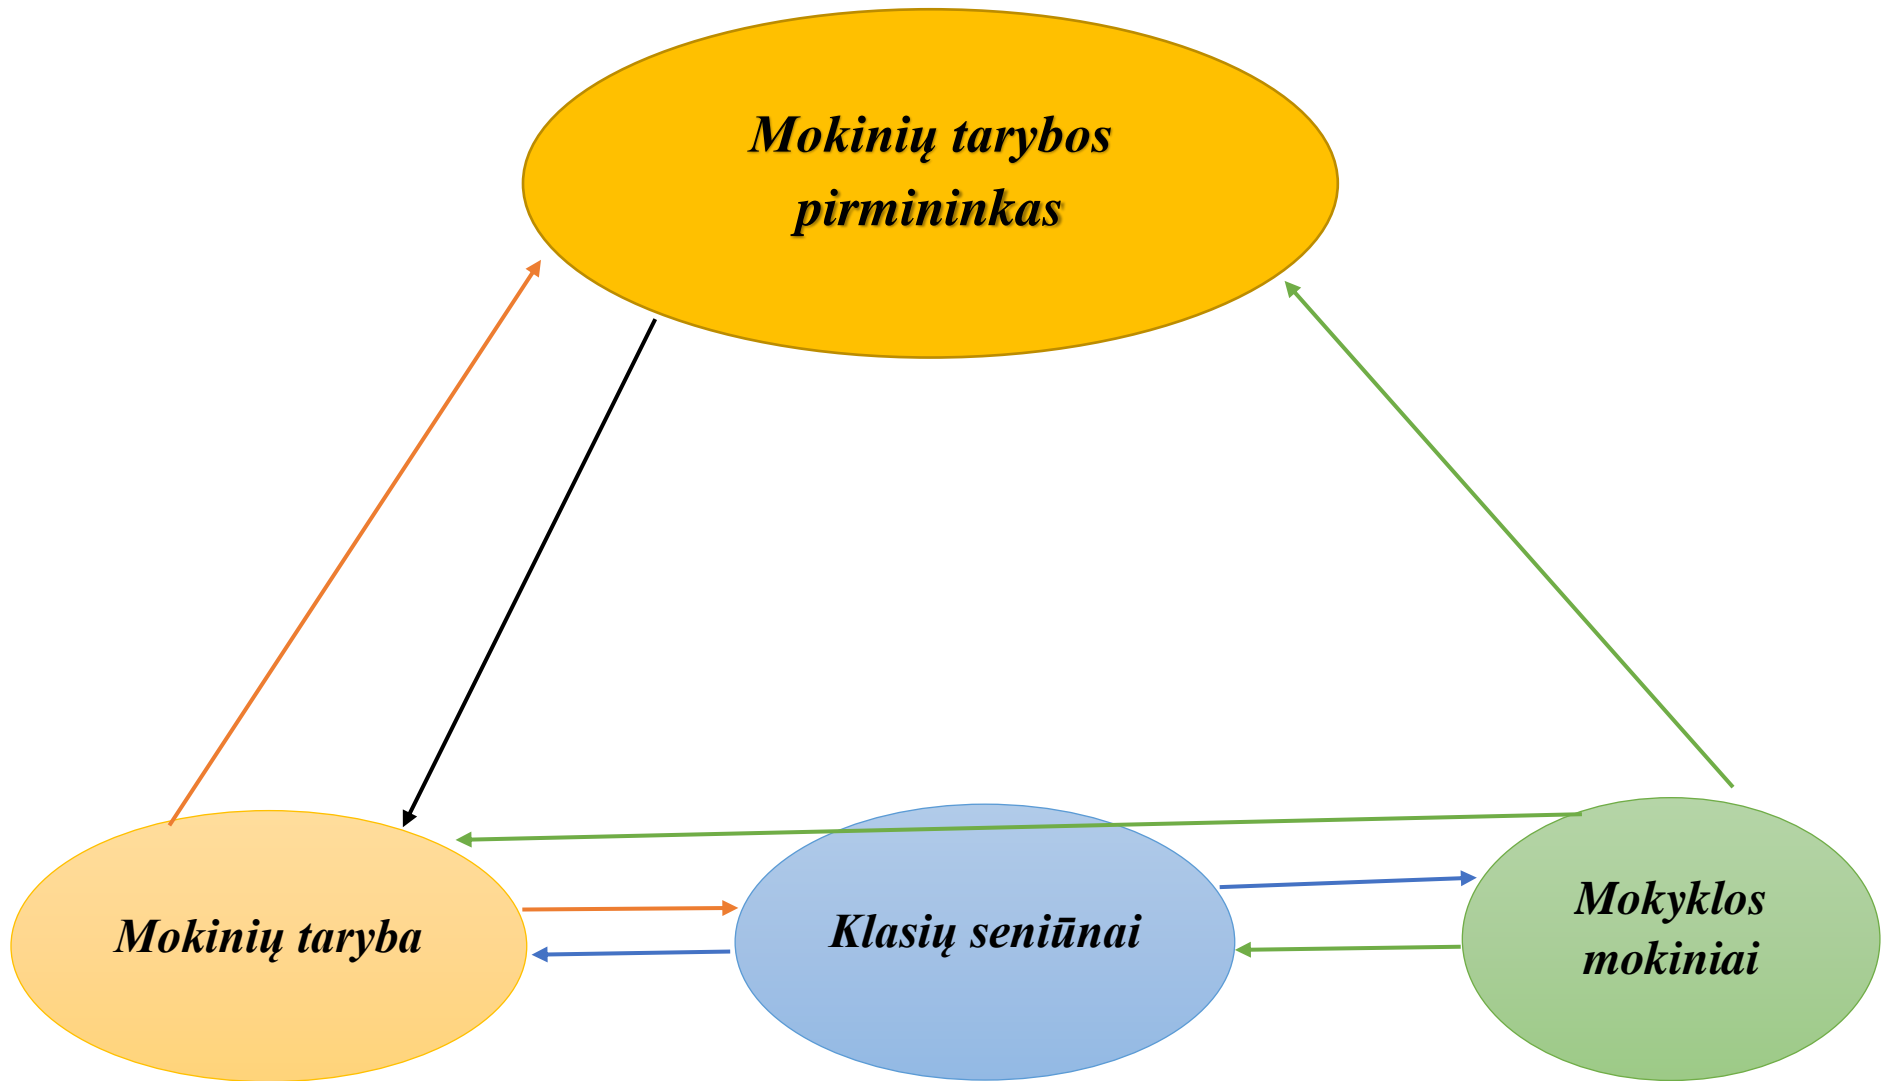 Mokinių tarybos
pirmininkas
Mokinių taryba
Klasių seniūnai
Mokyklos
mokiniai